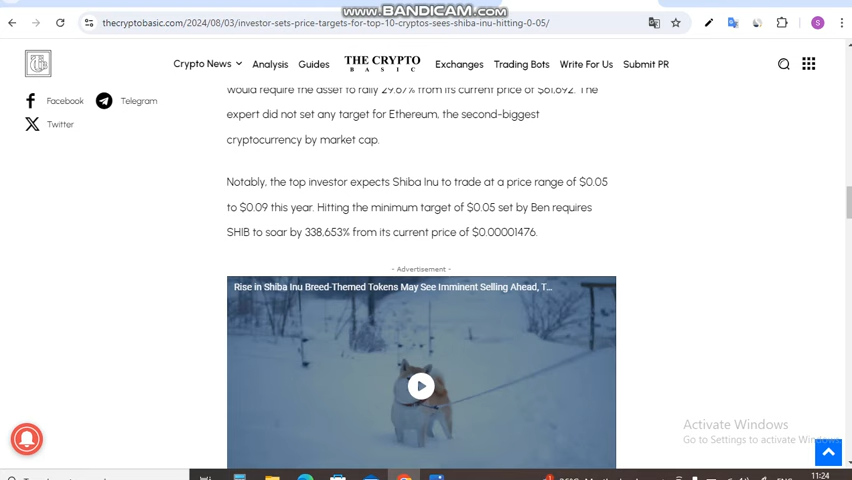 www.BANDICAM.com
thecryptobasic.com/2024/08/03/investor-sets-price-targets-for-top-10-cryptos-sees-shiba-inu-hitting-0-05/
S
Crypto News
Analysis
Guides
THE CRYPTO
BASIC
Exchanges
Trading Bots
Write For Us
Submit PR
Facebook
Telegram
Twitter
would require the asset to rally 29.67% from its current price of $61,692. The
expert did not set any target for Ethereum, the second-biggest
cryptocurrency by market cap.
Notably, the top investor expects Shiba Inu to trade at a price range of $0.05
to $0.09 this year. Hitting the minimum target of $0.05 set by Ben requires
SHIB to soar by 338,653% from its current price of $0.00001476.
- Advertisement -
Rise in Shiba Inu Breed-Themed Tokens May See Imminent Selling Ahead, T...
Activate Windows
Go to Settings to activate Windows.
ENG
11:24